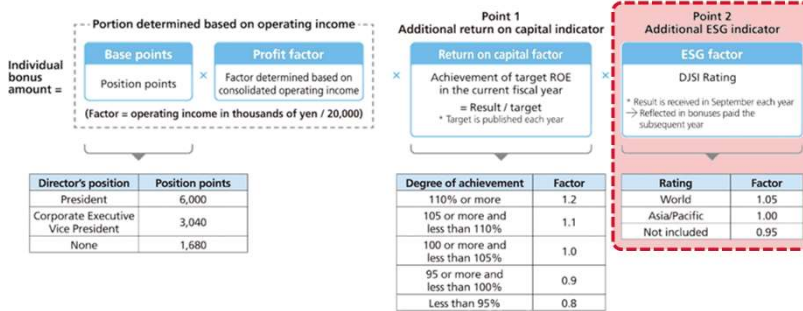 Portion determined based on operating income
Individual
bonus
amount =
Base points
Position points
×
Profit factor
Factor determined based on
consolidated operating income
(Factor = operating income in thousands of yen / 20,000)
×
Point 1
Additional return on capital indicator
Return on capital factor
Achievement of target ROE
in the current fiscal year
= Result / target
* Target is published each year
×
Point 2
Additional ESG indicator
ESG factor
DJSI Rating
* Result is received in September each year
→ Reflected in bonuses paid the
subsequent year
Director's position Position points
President 6,000
Corporate Executive
Vice President 3,040
None 1,680
Degree of achievement Factor
110% or more 1.2
105 or more and
less than 110% 1.1
100 or more and
less than 105% 1.0
95 or more and
less than 100% 0.9
Less than 95% 0.8
Rating Factor
World 1.05
Asia/Pacific 1.00
Not included 0.95